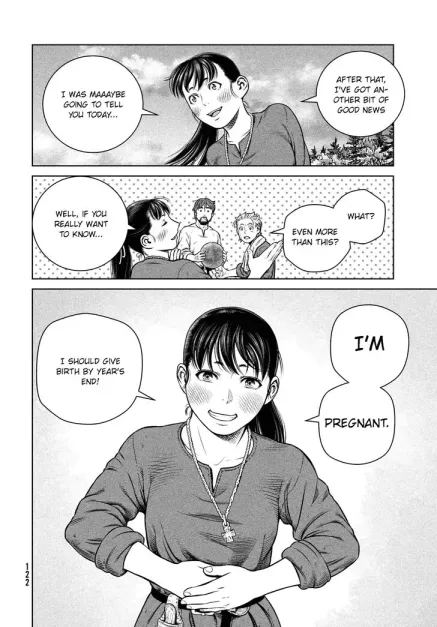 AFTER THAT,
I'VE GOT AN-
OTHER BIT OF
GOOD NEWS
I WAS MAAAYBE
GOING TO TELL
YOU TODAY...
WHAT?
EVEN MORE
THAN THIS?
WELL, IF YOU
REALLY WANT
TO KNOW...
I'M
PREGNANT.
I SHOULD GIVE
BIRTH BY YEAR'S
END!
122